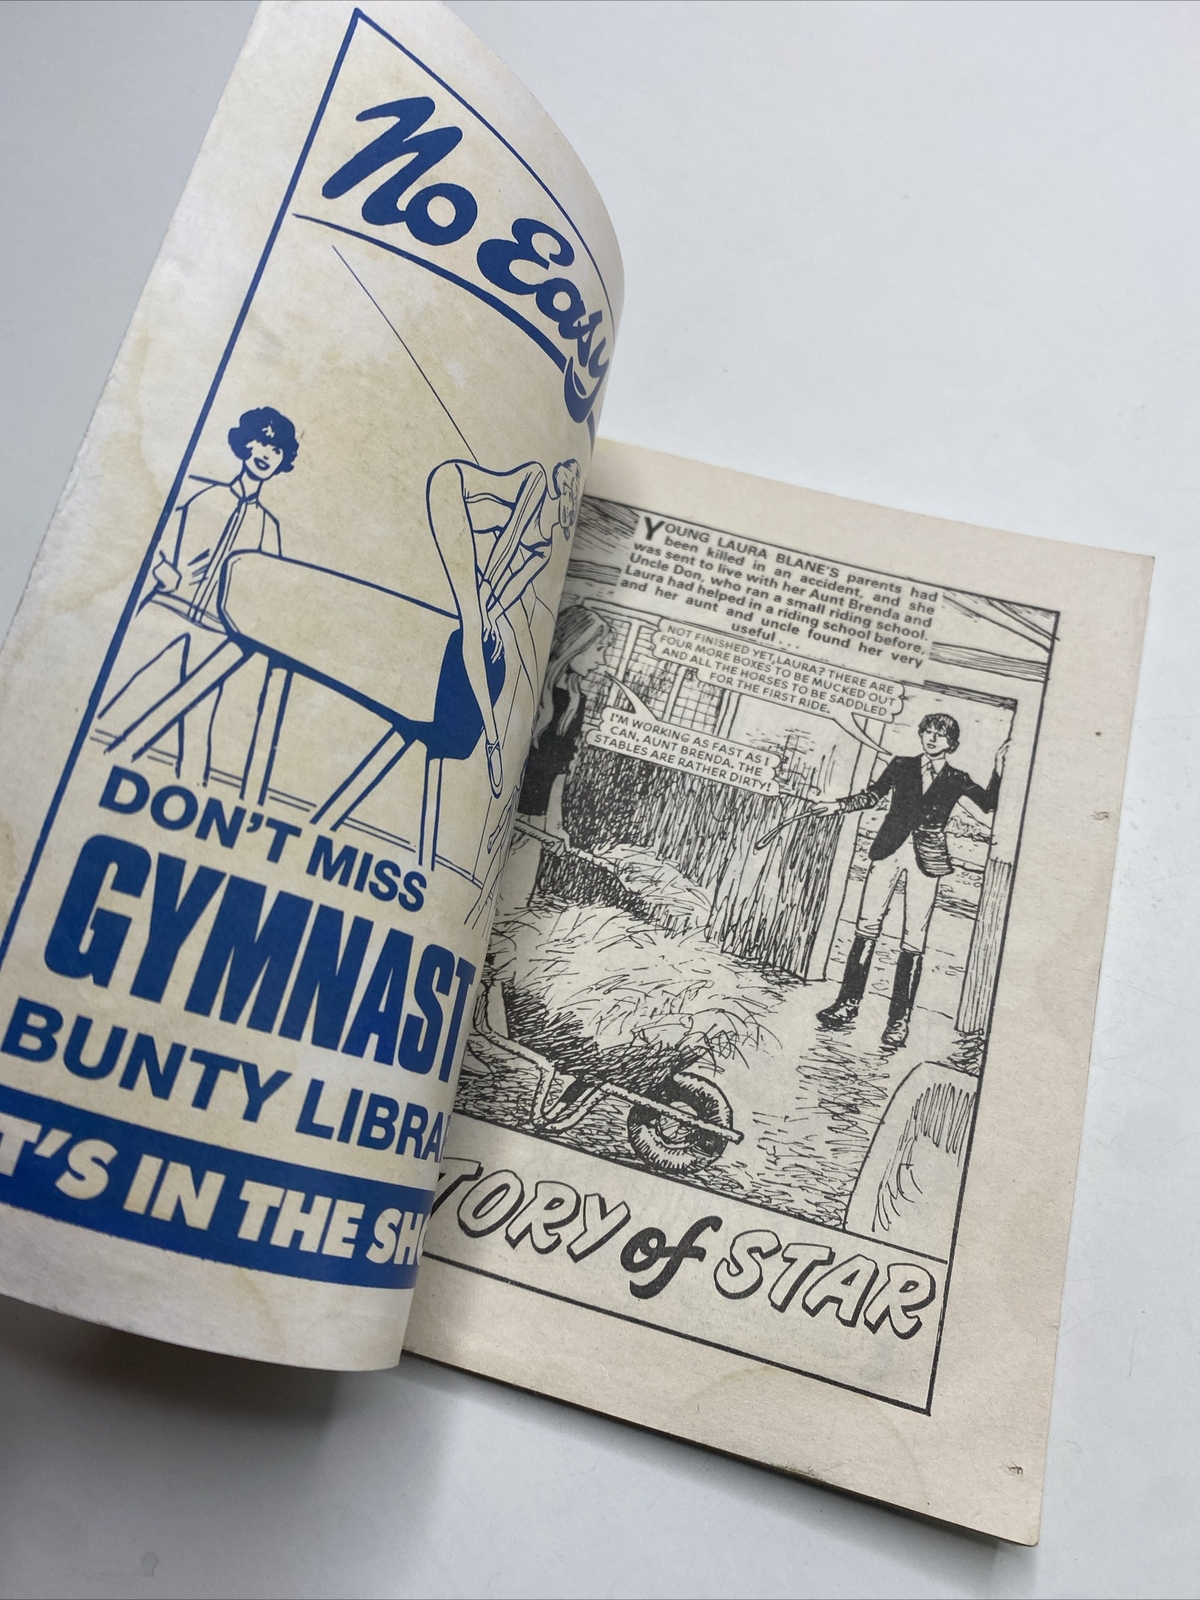 No Easy
DON'T MISS
GYMNAST
BUNTY LIBRA
T'S IN THE SH
YOUNG LAURA BLANE'S parents had
been killed in an accident, and she
was sent to live with her Aunt Brenda and
Uncle Don, who ran a small riding school.
Laura had helped in a riding school before,
and her aunt and uncle found her very
useful . . .
NOT FINISHED YET, LAURA? THERE ARE
FOUR MORE BOXES TO BE MUCKED OUT
AND ALL THE HORSES TO BE SADDLED
FOR THE FIRST RIDE.
I'M WORKING AS FAST AS I
CAN, AUNT BRENDA. THE
STABLES ARE RATHER DIRTY!
TORY of STAR